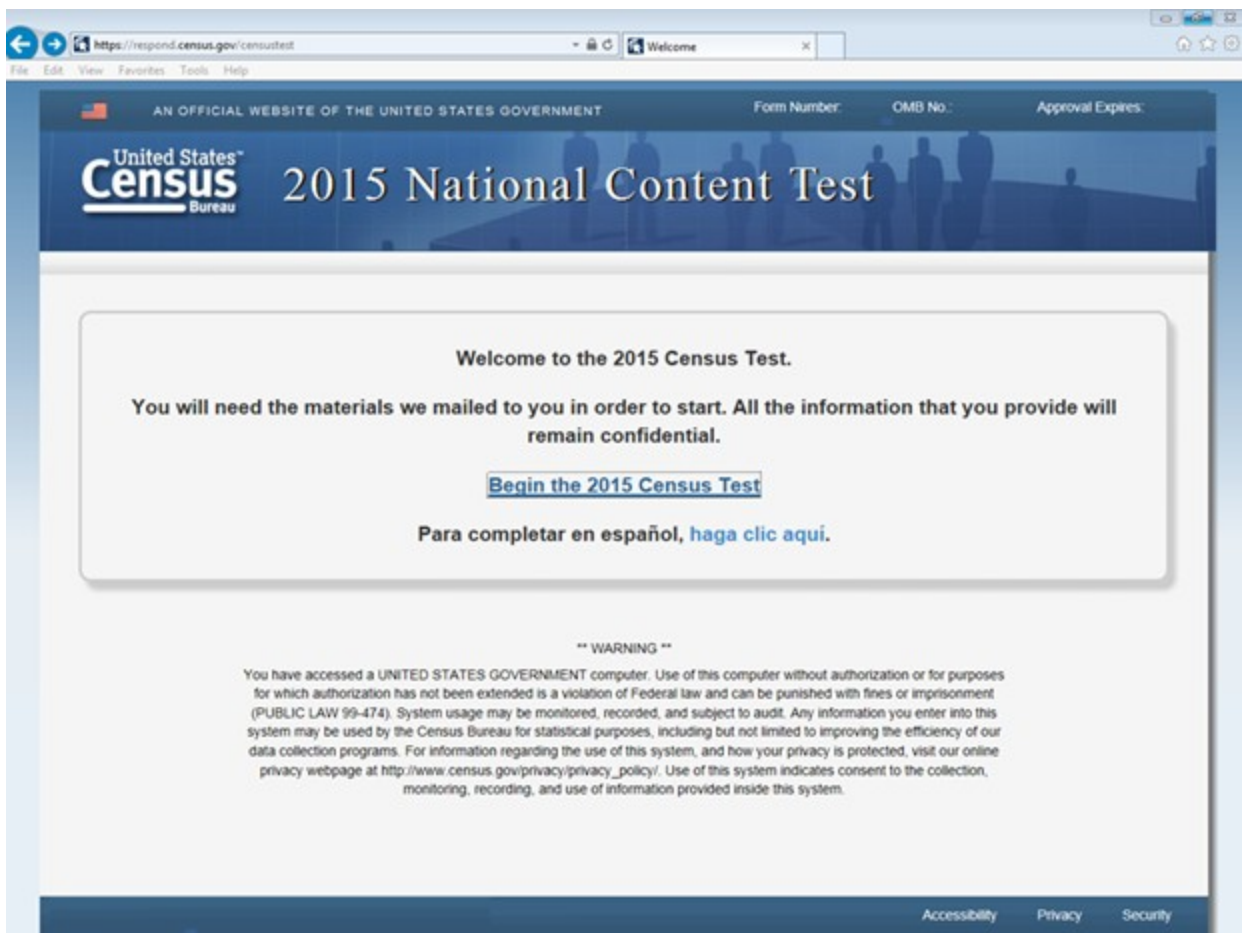 https://respond.census.gov/censustest
Welcome
File Edit View Favorites Tools Help
AN OFFICIAL WEBSITE OF THE UNITED STATES GOVERNMENT
Form Number: OMB No.: Approval Expires:
United States™
Census
Bureau
2015 National Content Test
Welcome to the 2015 Census Test.
You will need the materials we mailed to you in order to start. All the information that you provide will
remain confidential.
Begin the 2015 Census Test
Para completar en español, haga clic aquí.
** WARNING **
You have accessed a UNITED STATES GOVERNMENT computer. Use of this computer without authorization or for purposes
for which authorization has not been extended is a violation of Federal law and can be punished with fines or imprisonment
(PUBLIC LAW 99-474). System usage may be monitored, recorded, and subject to audit. Any information you enter into this
system may be used by the Census Bureau for statistical purposes, including but not limited to improving the efficiency of our
data collection programs. For information regarding the use of this system, and how your privacy is protected, visit our online
privacy webpage at http://www.census.gov/privacy/privacy_policy/. Use of this system indicates consent to the collection,
monitoring, recording, and use of information provided inside this system.
Accessibility Privacy Security